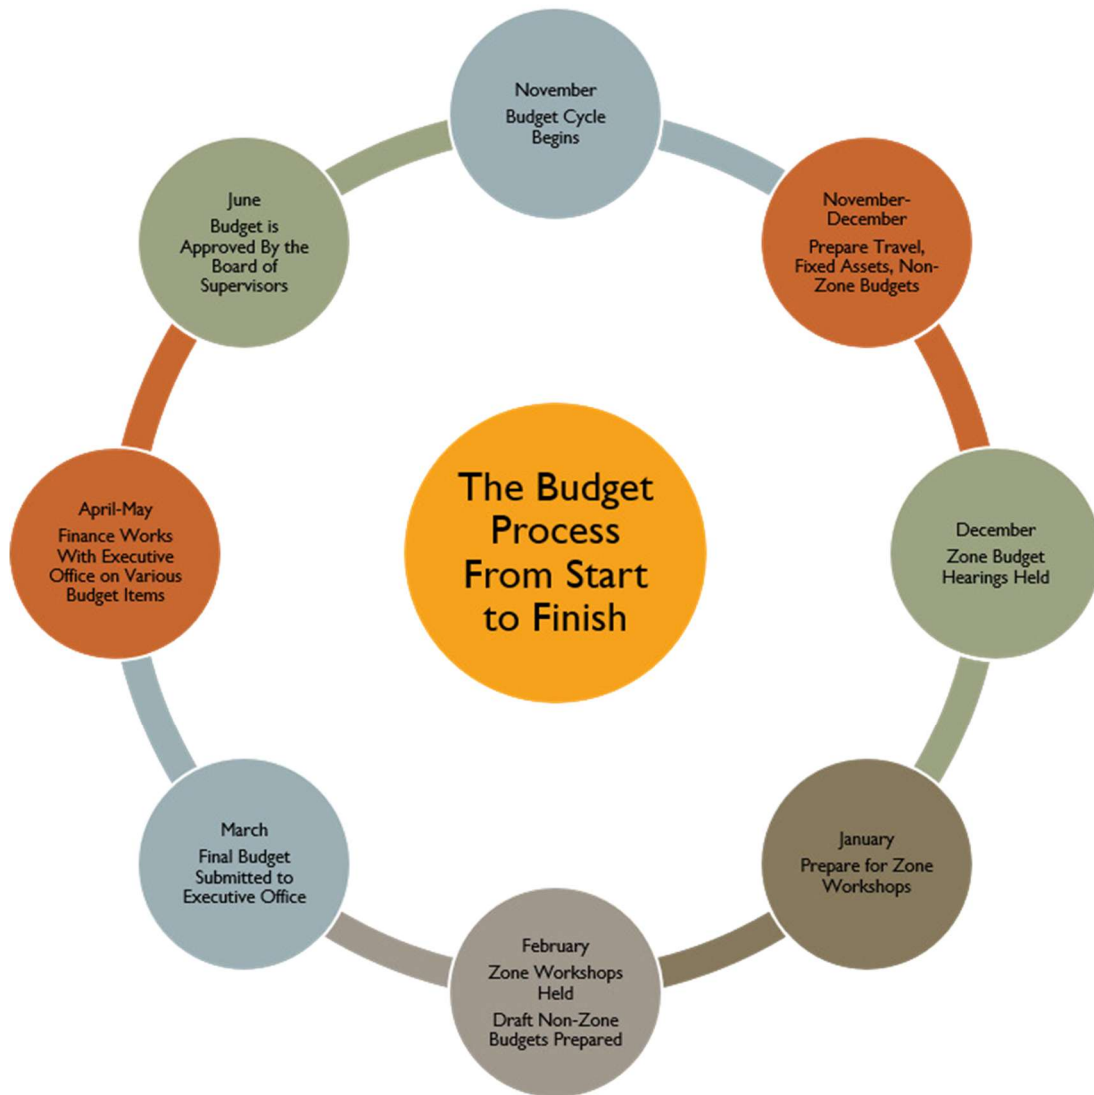 November
Budget Cycle
Begins
November-
December
Prepare Travel,
Fixed Assets, Non-
Zone Budgets
December
Zone Budget
Hearings Held
January
Prepare for Zone
Workshops
February
Zone Workshops
Held
Draft Non-Zone
Budgets Prepared
March
Final Budget
Submitted to
Executive Office
April-May
Finance Works
With Executive
Office on Various
Budget Items
June
Budget is
Approved By the
Board of
Supervisors
The Budget
Process
From Start
to Finish